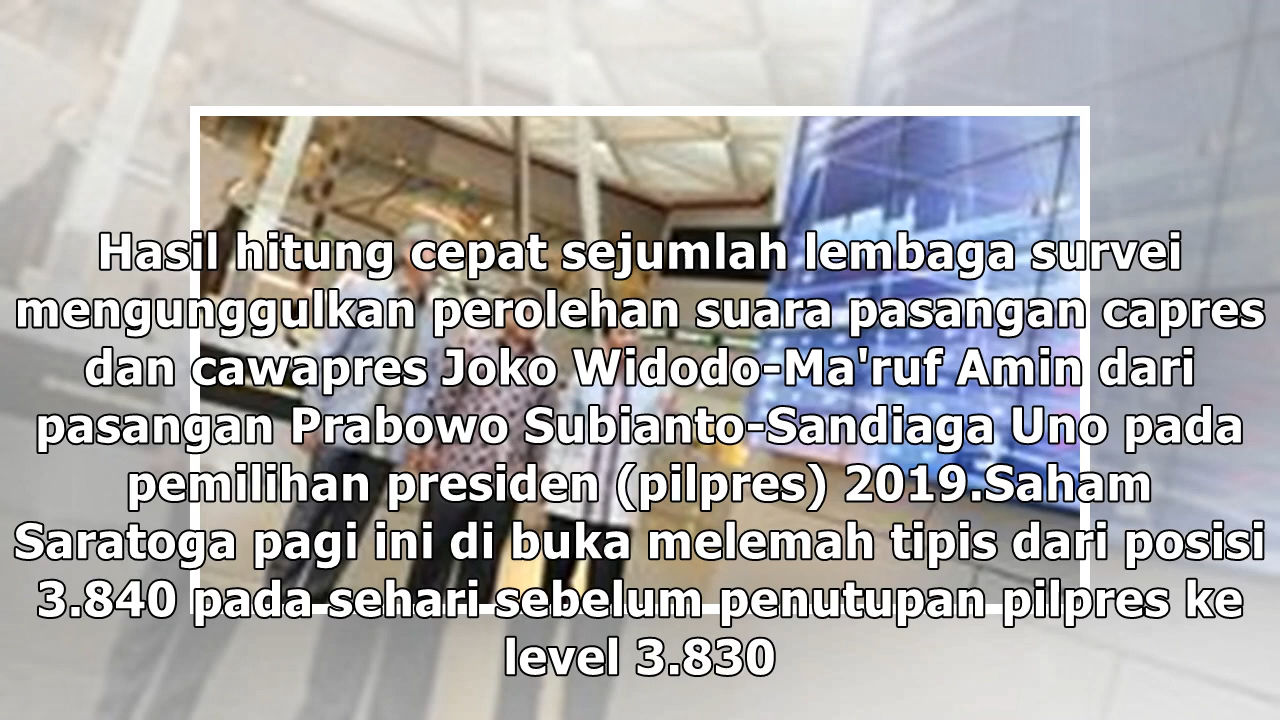 Hasil hitung cepat sejumlah lembaga survei
mengunggulkan perolehan suara pasangan capres
dan cawapres Joko Widodo-Ma'ruf Amin dari
pasangan Prabowo Subianto-Sandiaga Uno pada
pemilihan presiden (pilpres) 2019.Saham
Saratoga pagi ini di buka melemah tipis dari posisi
3.840 pada sehari sebelum penutupan pilpres ke
level 3.830